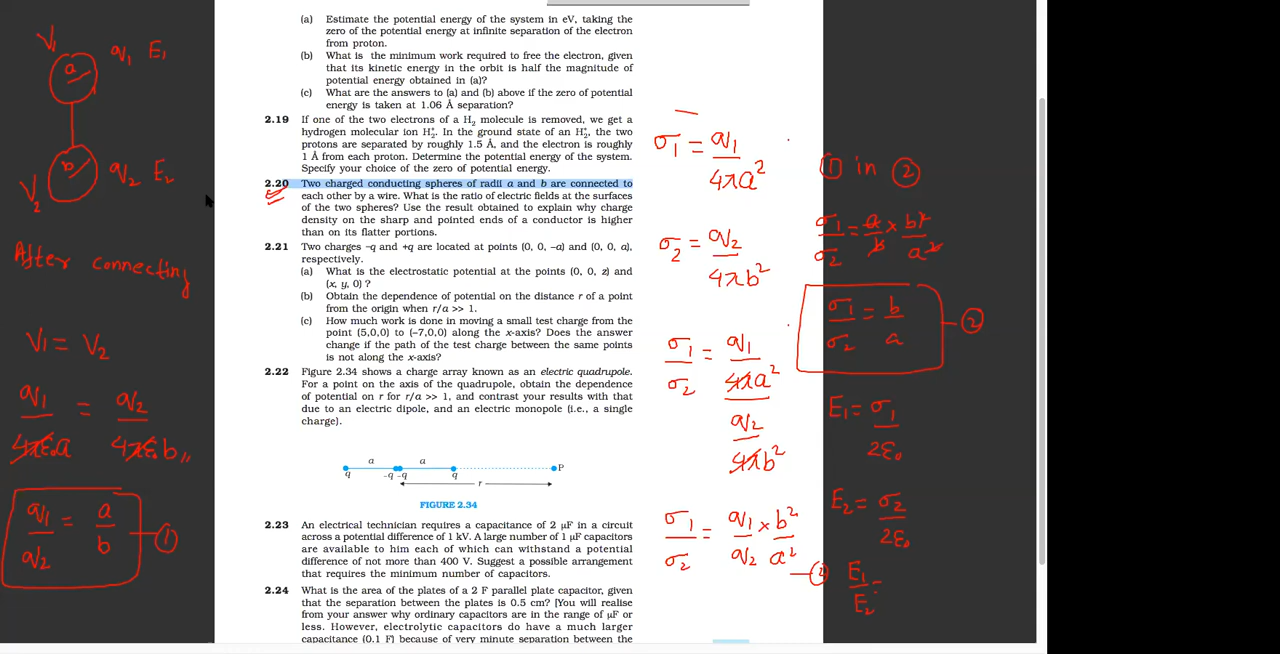 V₁
a
q₁ E₁
b
q₂ E₂
V₂
After connecting
V₁ = V₂
q₁/4πε₀a = q₂/4πε₀b
q₁/q₂ = a/b —①
(a) Estimate the potential energy of the system in eV, taking the
zero of the potential energy at infinite separation of the electron
from proton.
(b) What is the minimum work required to free the electron, given
that its kinetic energy in the orbit is half the magnitude of
potential energy obtained in (a)?
(c) What are the answers to (a) and (b) above if the zero of potential
energy is taken at 1.06 Å separation?
2.19 If one of the two electrons of a H₂ molecule is removed, we get a
hydrogen molecular ion H₂⁺. In the ground state of an H₂⁺, the two
protons are separated by roughly 1.5 Å, and the electron is roughly
1 Å from each proton. Determine the potential energy of the system.
Specify your choice of the zero of potential energy.
2.20 Two charged conducting spheres of radii a and b are connected to
each other by a wire. What is the ratio of electric fields at the surfaces
of the two spheres? Use the result obtained to explain why charge
density on the sharp and pointed ends of a conductor is higher
than on its flatter portions.
2.21 Two charges –q and +q are located at points (0, 0, –a) and (0, 0, a),
respectively.
(a) What is the electrostatic potential at the points (0, 0, z) and
(x, y, 0) ?
(b) Obtain the dependence of potential on the distance r of a point
from the origin when r/a >> 1.
(c) How much work is done in moving a small test charge from the
point (5,0,0) to (–7,0,0) along the x-axis? Does the answer
change if the path of the test charge between the same points
is not along the x-axis?
2.22 Figure 2.34 shows a charge array known as an electric quadrupole.
For a point on the axis of the quadrupole, obtain the dependence
of potential on r for r/a >> 1, and contrast your results with that
due to an electric dipole, and an electric monopole (i.e., a single
charge).
a a
P
q –q –q q
r
FIGURE 2.34
2.23 An electrical technician requires a capacitance of 2 µF in a circuit
across a potential difference of 1 kV. A large number of 1 µF capacitors
are available to him each of which can withstand a potential
difference of not more than 400 V. Suggest a possible arrangement
that requires the minimum number of capacitors.
2.24 What is the area of the plates of a 2 F parallel plate capacitor, given
that the separation between the plates is 0.5 cm? [You will realise
from your answer why ordinary capacitors are in the range of µF or
less. However, electrolytic capacitors do have a much larger
capacitance (0.1 F) because of very minute separation between the
σ₁ = q₁/4πa²
σ₂ = q₂/4πb²
σ₁/σ₂ = q₁/4πa² / q₂/4πb²
σ₁/σ₂ = q₁/q₂ × b²/a² —②
① in ②
σ₁/σ₂ = a/b × b²/a²
σ₁/σ₂ = b/a —②
E₁ = σ₁/2ε₀
E₂ = σ₂/2ε₀
E₁/E₂ =